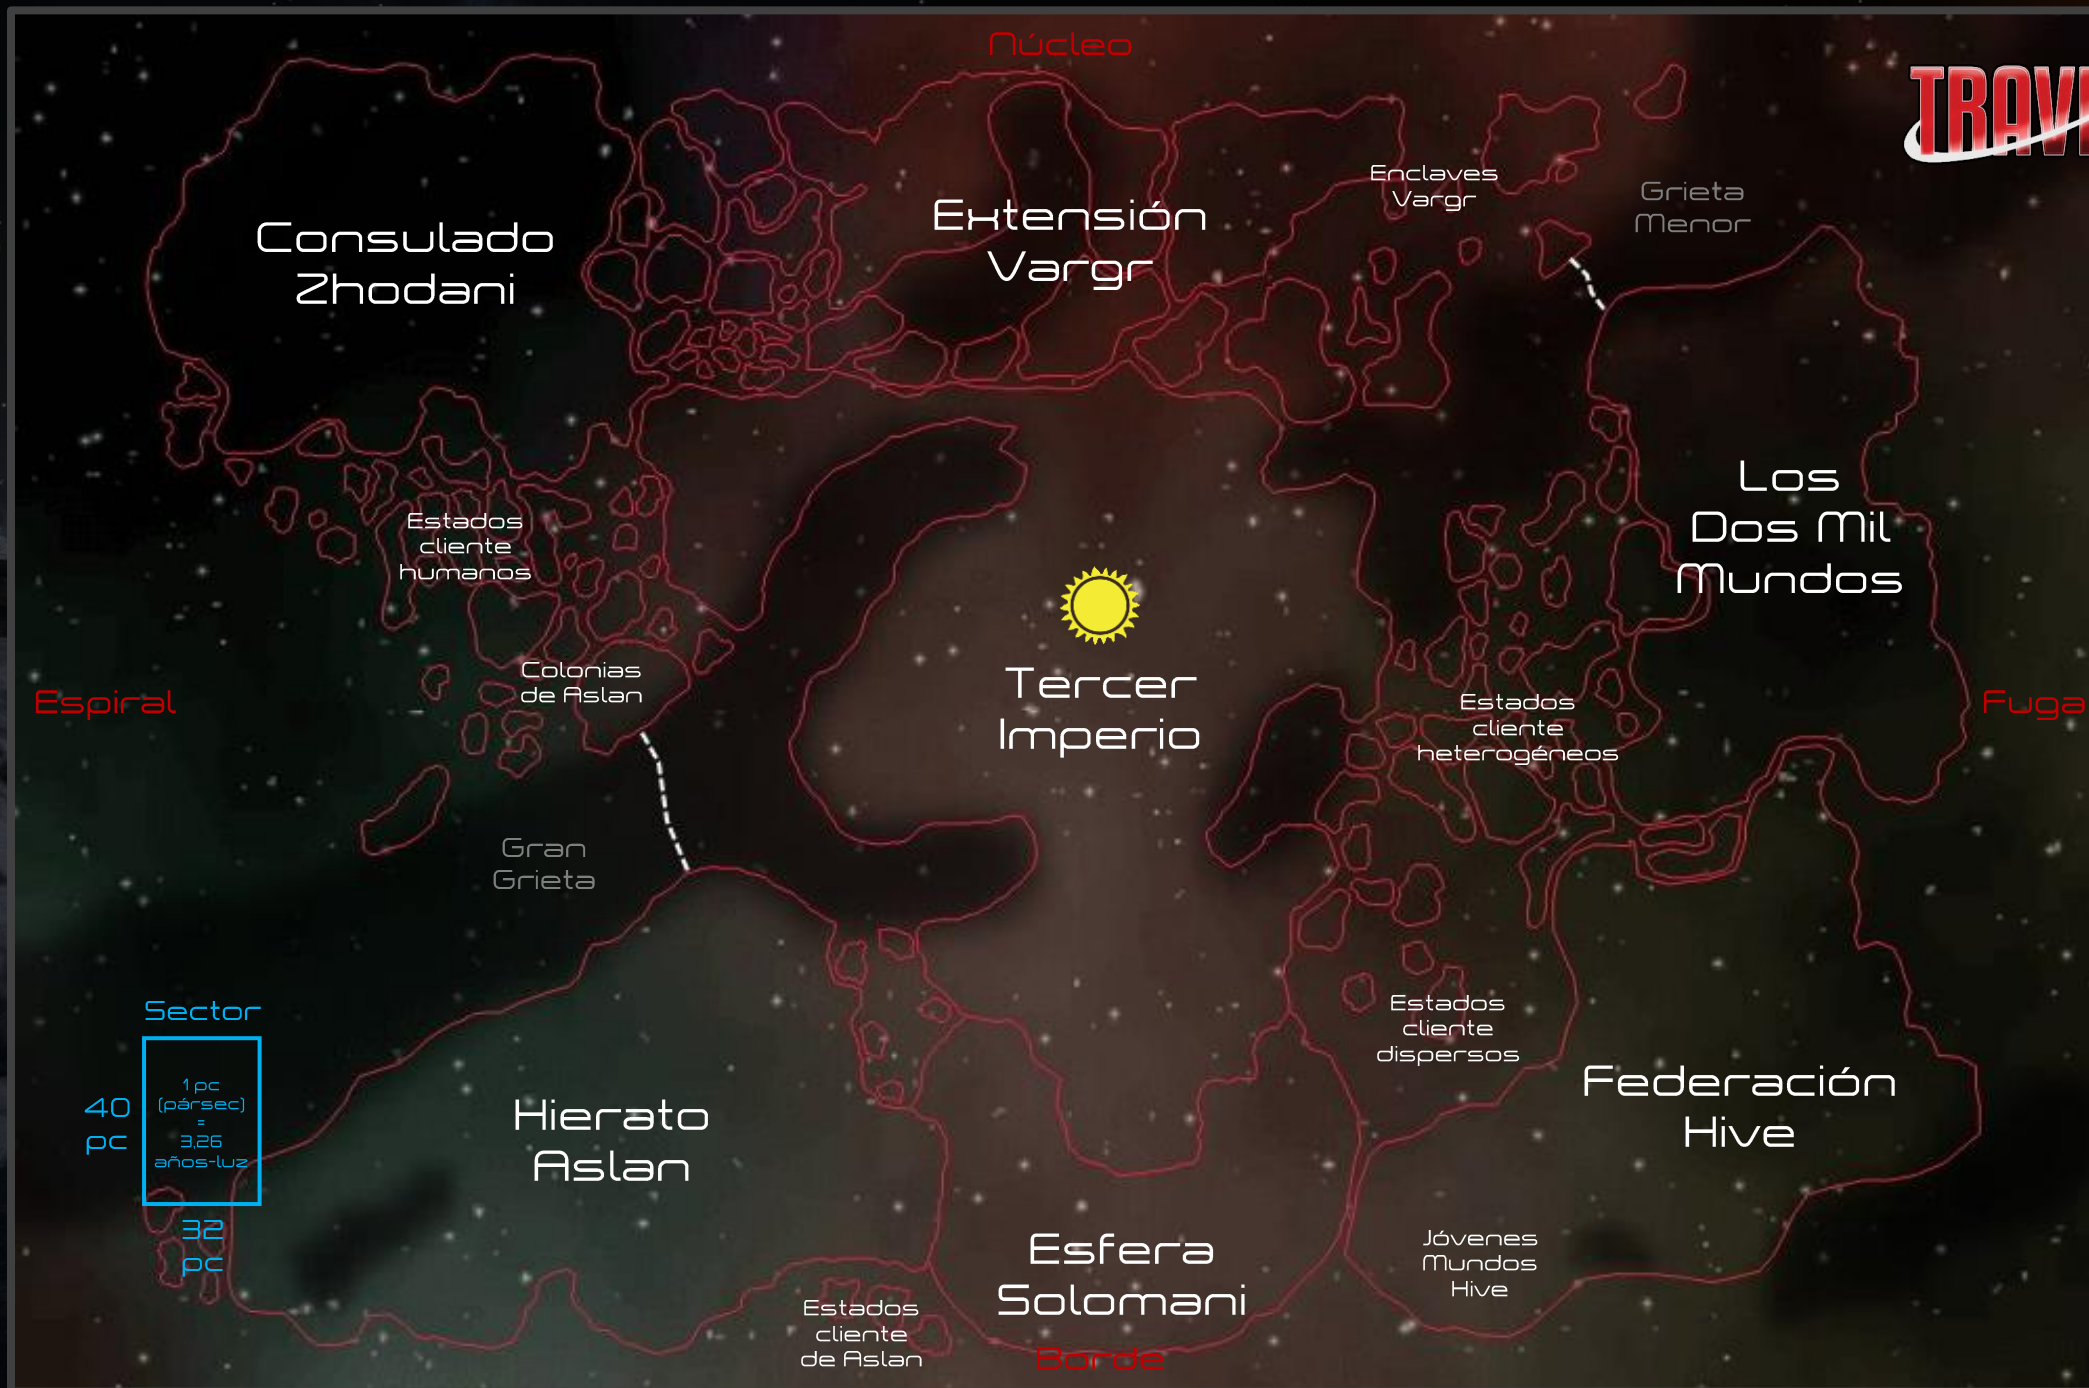 Núcleo
TRAV
Enclaves
Vargr
Grieta
Menor
Consulado
Zhodani
Extensión
Vargr
Los
Dos Mil
Mundos
Estados
cliente
humanos
Colonias
de Aslan
Tercer
Imperio
Espiral
Estados
cliente
heterogéneos
Fuga
Gran
Grieta
Sector
40
pc
1 pc
(pársec)
=
3,26
años-luz
32
pc
Estados
cliente
dispersos
Hierato
Aslan
Federación
Hive
Esfera
Solomani
Jóvenes
Mundos
Hive
Estados
cliente
de Aslan
Borde